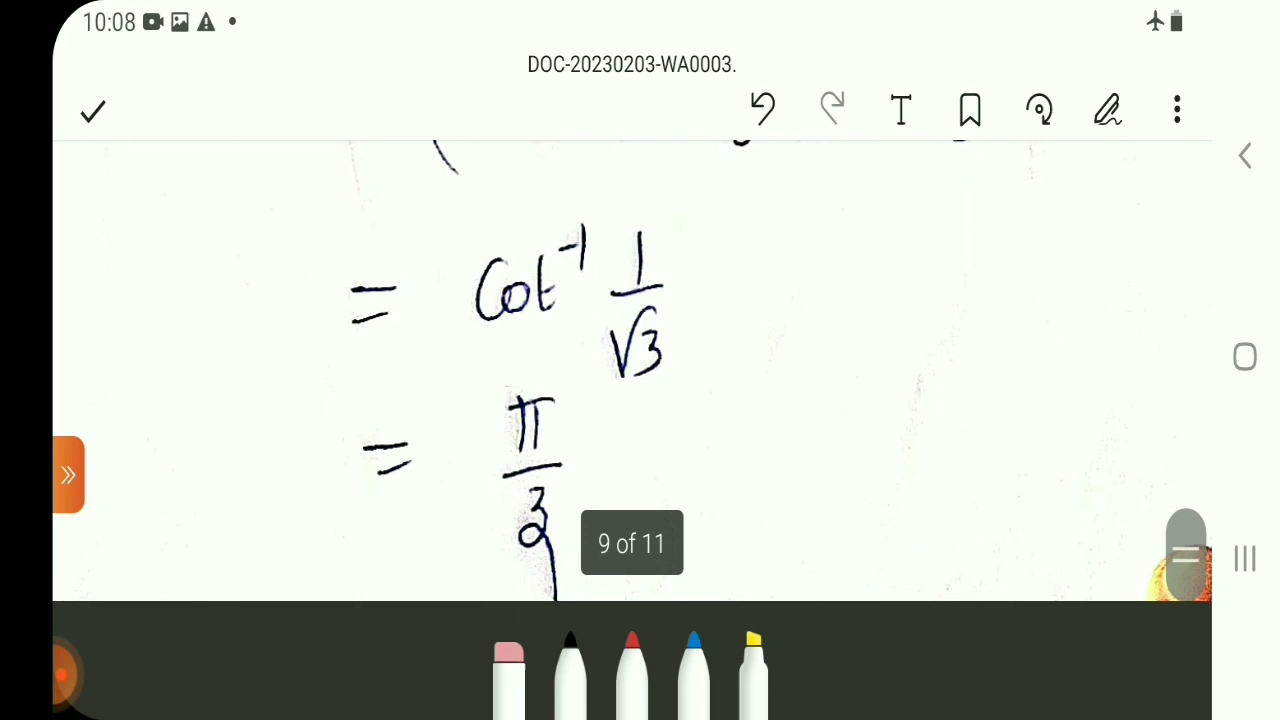 10:08
DOC-20230203-WA0003.
T
= Cot⁻¹ 1/√3
= π/3
9 of 11